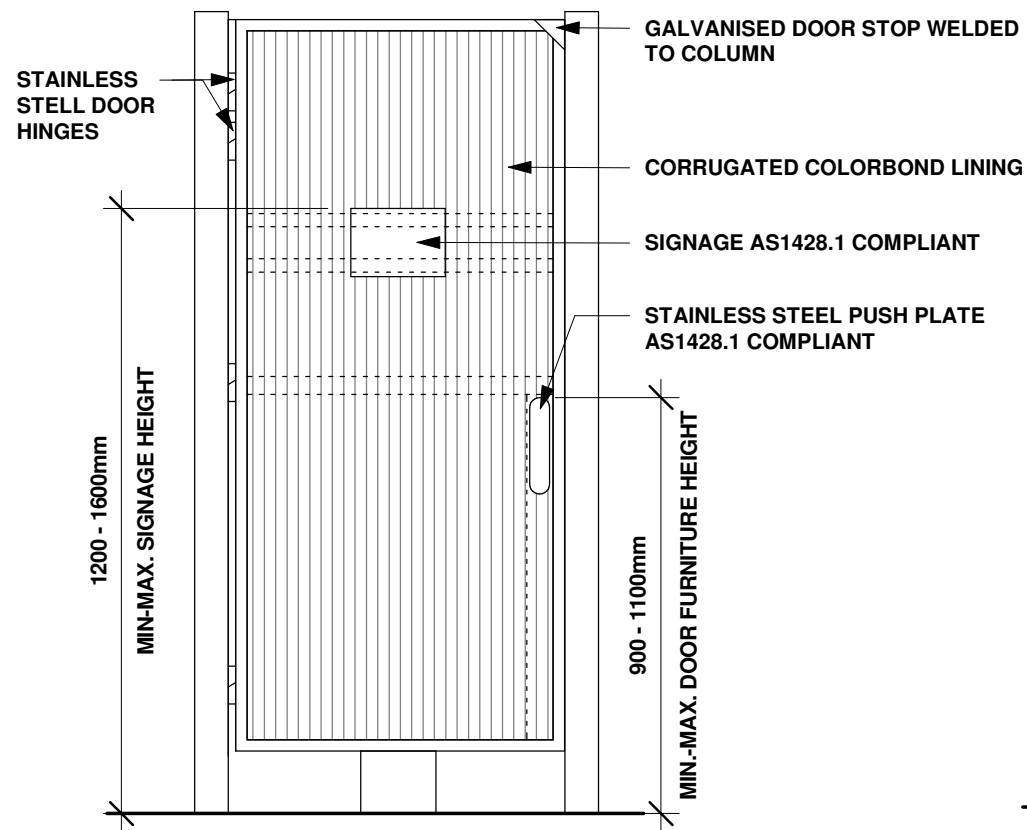 GALVANISED DOOR STOP WELDED
TO COLUMN
STAINLESS
STELL DOOR
HINGES
CORRUGATED COLORBOND LINING
SIGNAGE AS1428.1 COMPLIANT
STAINLESS STEEL PUSH PLATE
AS1428.1 COMPLIANT
1200 - 1600mm
MIN-MAX. SIGNAGE HEIGHT
900 - 1100mm
MIN.-MAX. DOOR FURNITURE HEIGHT